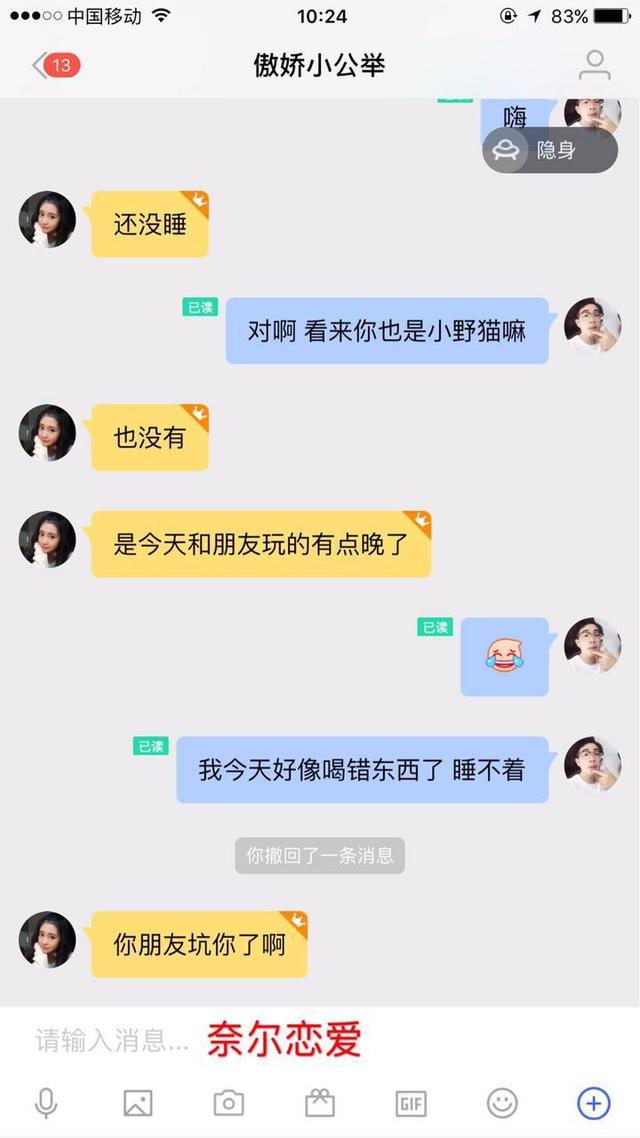 中国移动 10:24 83%
13 傲娇小公举
嗨
隐身
还没睡
已读
对啊 看来你也是小野猫嘛
也没有
是今天和朋友玩的有点晚了
已读
已读
我今天好像喝错东西了 睡不着
你撤回了一条消息
你朋友坑你了啊
请输入消息... 奈尔恋爱
GIF